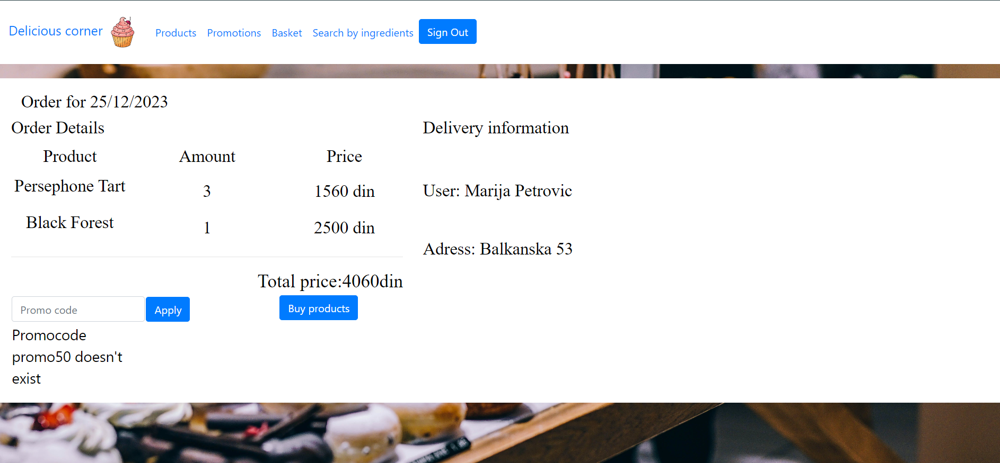 Delicious corner Products Promotions Basket Search by ingredients Sign Out
Order for 25/12/2023
Order Details
Product Amount Price
Persephone Tart 3 1560 din
Black Forest 1 2500 din
Total price:4060din
Promo code Apply Buy products
Promocode
promo50 doesn't
exist
Delivery information
User: Marija Petrovic
Adress: Balkanska 53